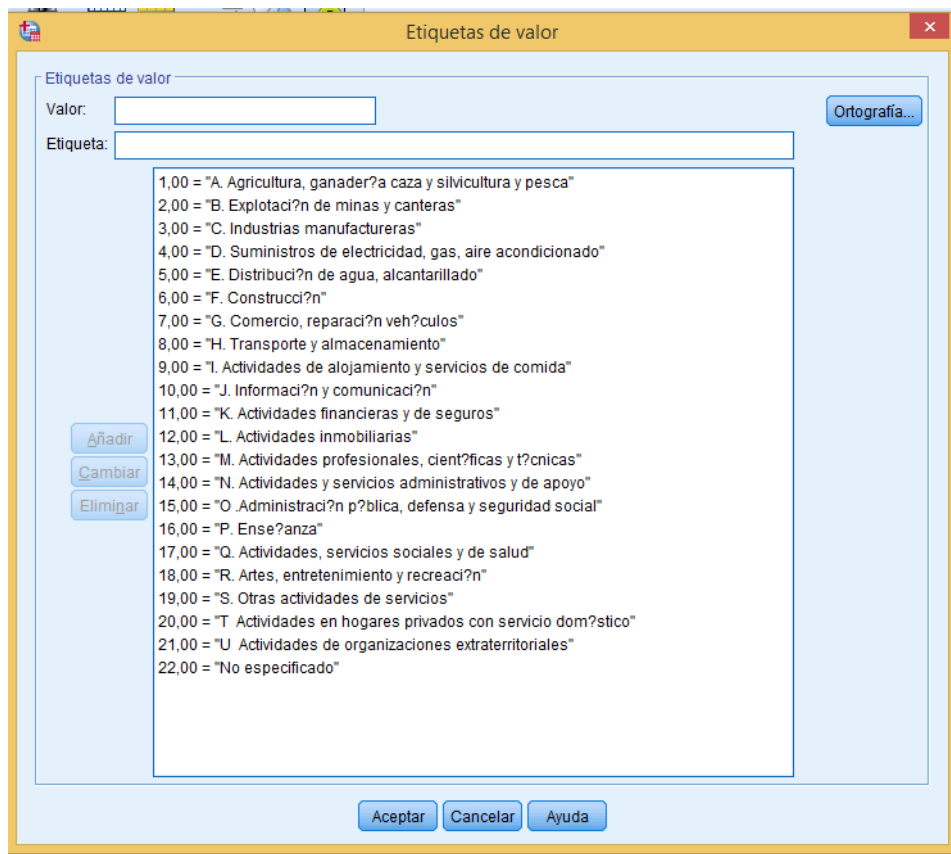 Etiquetas de valor
Etiquetas de valor
Valor:
Ortografía...
Etiqueta:
1,00 = "A. Agricultura, ganader?a caza y silvicultura y pesca"
2,00 = "B. Explotaci?n de minas y canteras"
3,00 = "C. Industrias manufactureras"
4,00 = "D. Suministros de electricidad, gas, aire acondicionado"
5,00 = "E. Distribuci?n de agua, alcantarillado"
6,00 = "F. Construcci?n"
7,00 = "G. Comercio, reparaci?n veh?culos"
8,00 = "H. Transporte y almacenamiento"
9,00 = "I. Actividades de alojamiento y servicios de comida"
10,00 = "J. Informaci?n y comunicaci?n"
11,00 = "K. Actividades financieras y de seguros"
12,00 = "L. Actividades inmobiliarias"
13,00 = "M. Actividades profesionales, cient?ficas y t?cnicas"
14,00 = "N. Actividades y servicios administrativos y de apoyo"
15,00 = "O .Administraci?n p?blica, defensa y seguridad social"
16,00 = "P. Ense?anza"
17,00 = "Q. Actividades, servicios sociales y de salud"
18,00 = "R. Artes, entretenimiento y recreaci?n"
19,00 = "S. Otras actividades de servicios"
20,00 = "T  Actividades en hogares privados con servicio dom?stico"
21,00 = "U  Actividades de organizaciones extraterritoriales"
22,00 = "No especificado"
Añadir
Cambiar
Eliminar
Aceptar Cancelar Ayuda